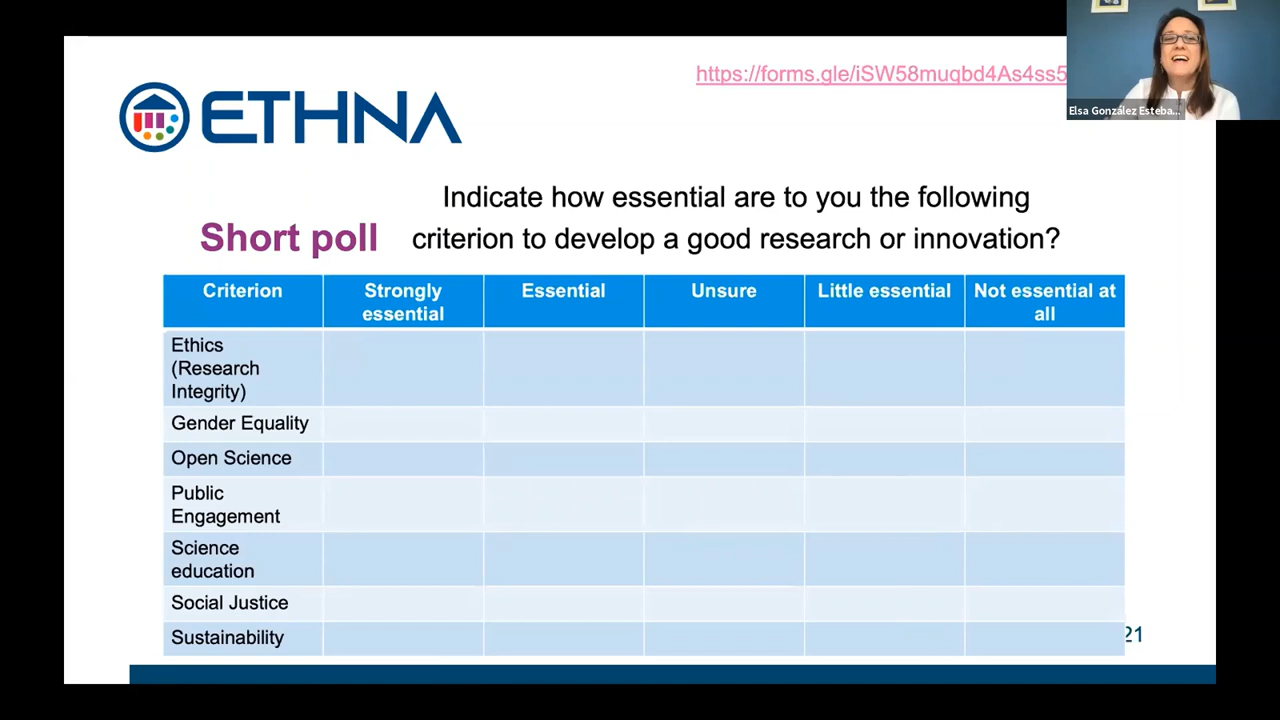 https://forms.gle/iSW58muqbd4As4ss5
Elsa González Esteba...
ETHNA
Indicate how essential are to you the following
Short poll
criterion to develop a good research or innovation?
Criterion
Strongly
essential
Essential
Unsure
Little essential
Not essential at
all
Ethics
(Research
Integrity)
Gender Equality
Open Science
Public
Engagement
Science
education
Social Justice
Sustainability
21